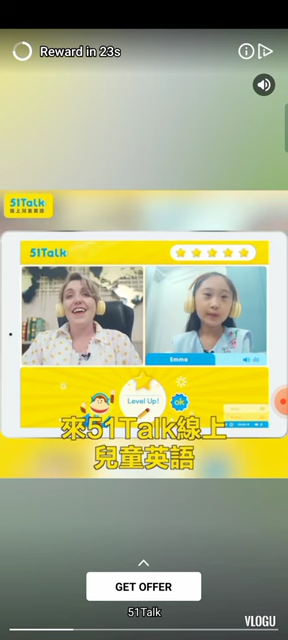 Reward in 23s
51Talk
線上兒童英語
51Talk
Emma
Level Up!
ok
來51Talk線上
兒童英語
GET OFFER
51Talk
VLOGU